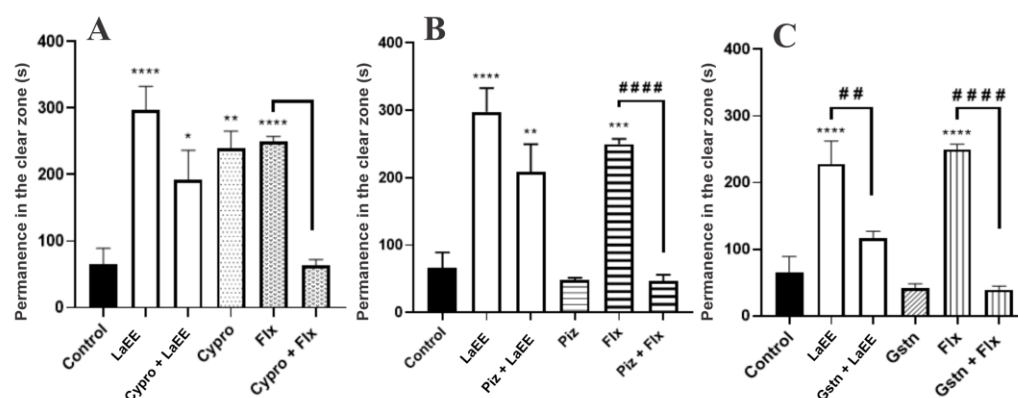 A
Permanence in the clear zone (s)
400
300
200
100
0
****
*
**
****
Control
LaEE
Cypro + LaEE
Cypro
Flx
Cypro + Flx
B
Permanence in the clear zone (s)
400
300
200
100
0
****
**
***
####
Control
LaEE
Piz + LaEE
Piz
Flx
Piz + Flx
C
Permanence in the clear zone (s)
400
300
200
100
0
****
##
****
####
Control
LaEE
Gstn + LaEE
Gstn
Flx
Gstn + Flx